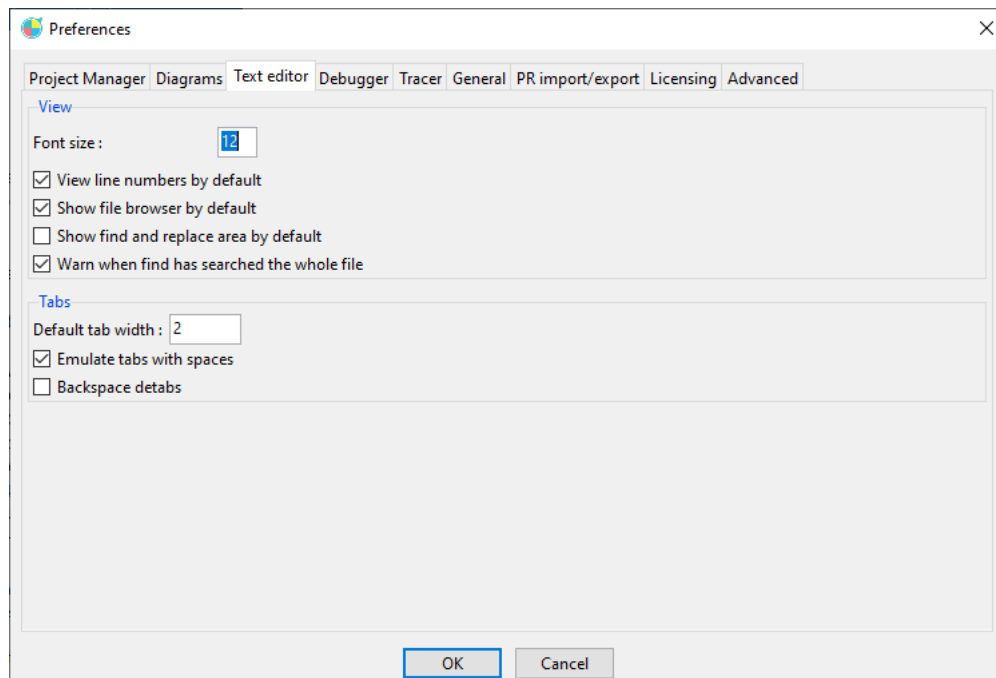 Preferences
Project Manager Diagrams Text editor Debugger Tracer General PR import/export Licensing Advanced
View
Font size : 12
View line numbers by default
Show file browser by default
Show find and replace area by default
Warn when find has searched the whole file
Tabs
Default tab width : 2
Emulate tabs with spaces
Backspace detabs
OK Cancel